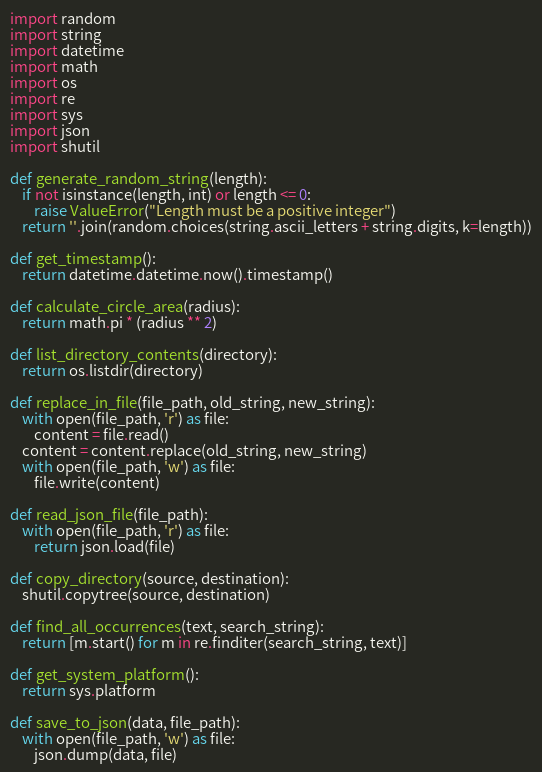 import random
import string
import datetime
import math
import os
import re
import sys
import json
import shutil

def generate_random_string(length):
    if not isinstance(length, int) or length <= 0:
        raise ValueError("Length must be a positive integer")
    return ''.join(random.choices(string.ascii_letters + string.digits, k=length))

def get_timestamp():
    return datetime.datetime.now().timestamp()

def calculate_circle_area(radius):
    return math.pi * (radius ** 2)

def list_directory_contents(directory):
    return os.listdir(directory)

def replace_in_file(file_path, old_string, new_string):
    with open(file_path, 'r') as file:
        content = file.read()
    content = content.replace(old_string, new_string)
    with open(file_path, 'w') as file:
        file.write(content)

def read_json_file(file_path):
    with open(file_path, 'r') as file:
        return json.load(file)

def copy_directory(source, destination):
    shutil.copytree(source, destination)

def find_all_occurrences(text, search_string):
    return [m.start() for m in re.finditer(search_string, text)]

def get_system_platform():
    return sys.platform

def save_to_json(data, file_path):
    with open(file_path, 'w') as file:
        json.dump(data, file)